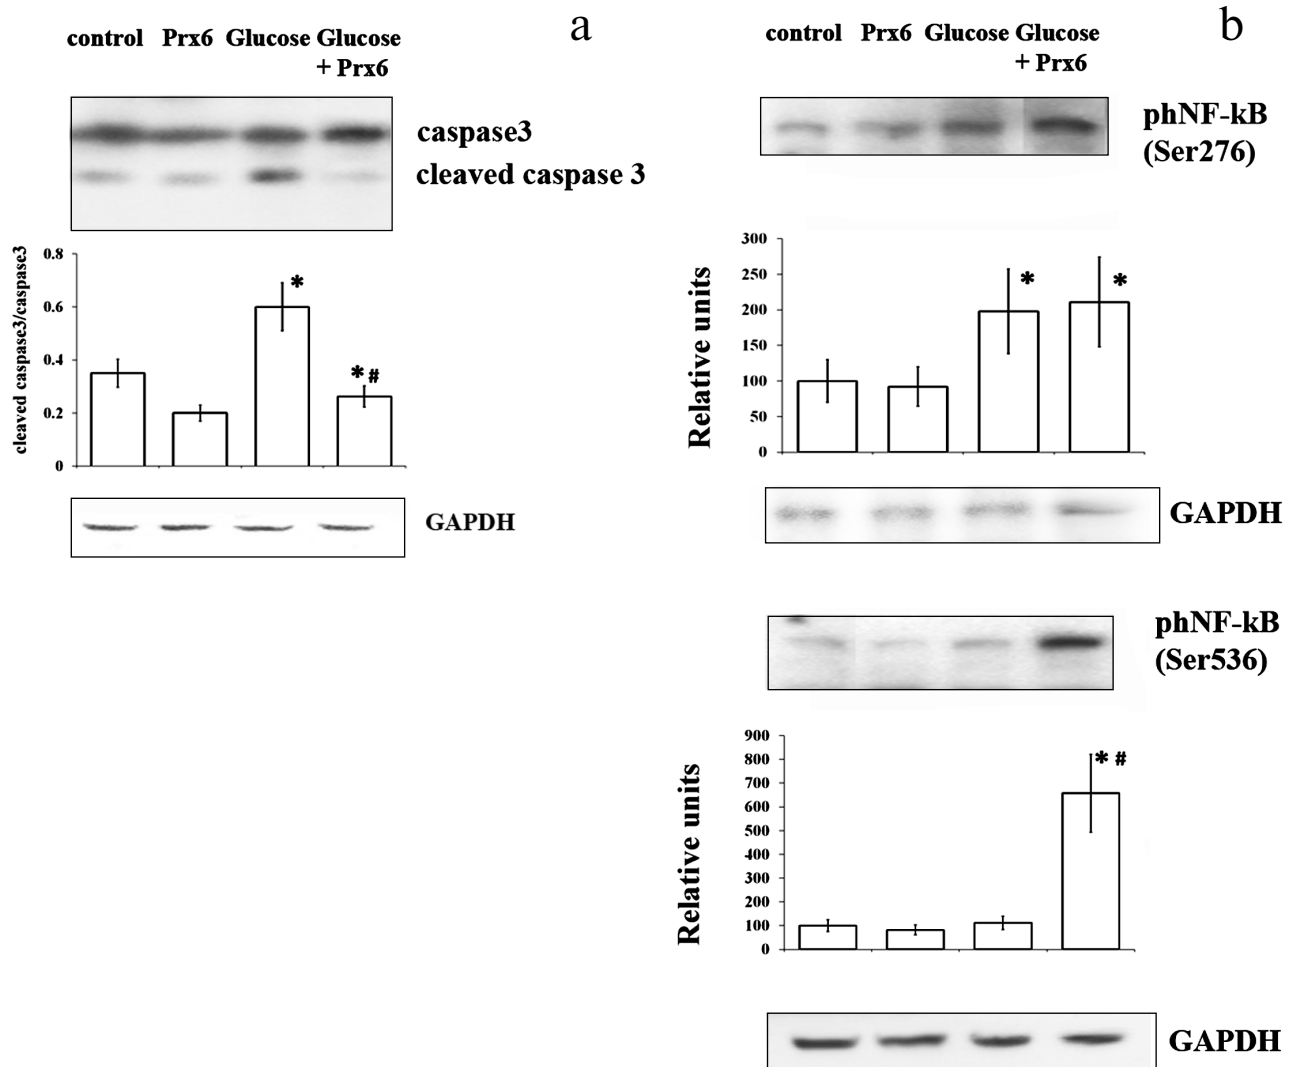 a
control Prx6 Glucose Glucose
+ Prx6
caspase3
cleaved caspase 3
cleaved caspase3/caspase3
0.8
0.6
0.4
0.2
0
*
*#
GAPDH
b
control Prx6 Glucose Glucose
+ Prx6
phNF-kB
(Ser276)
Relative units
300
250
200
150
100
50
0
*
*
GAPDH
phNF-kB
(Ser536)
Relative units
900
800
700
600
500
400
300
200
100
0
* #
GAPDH